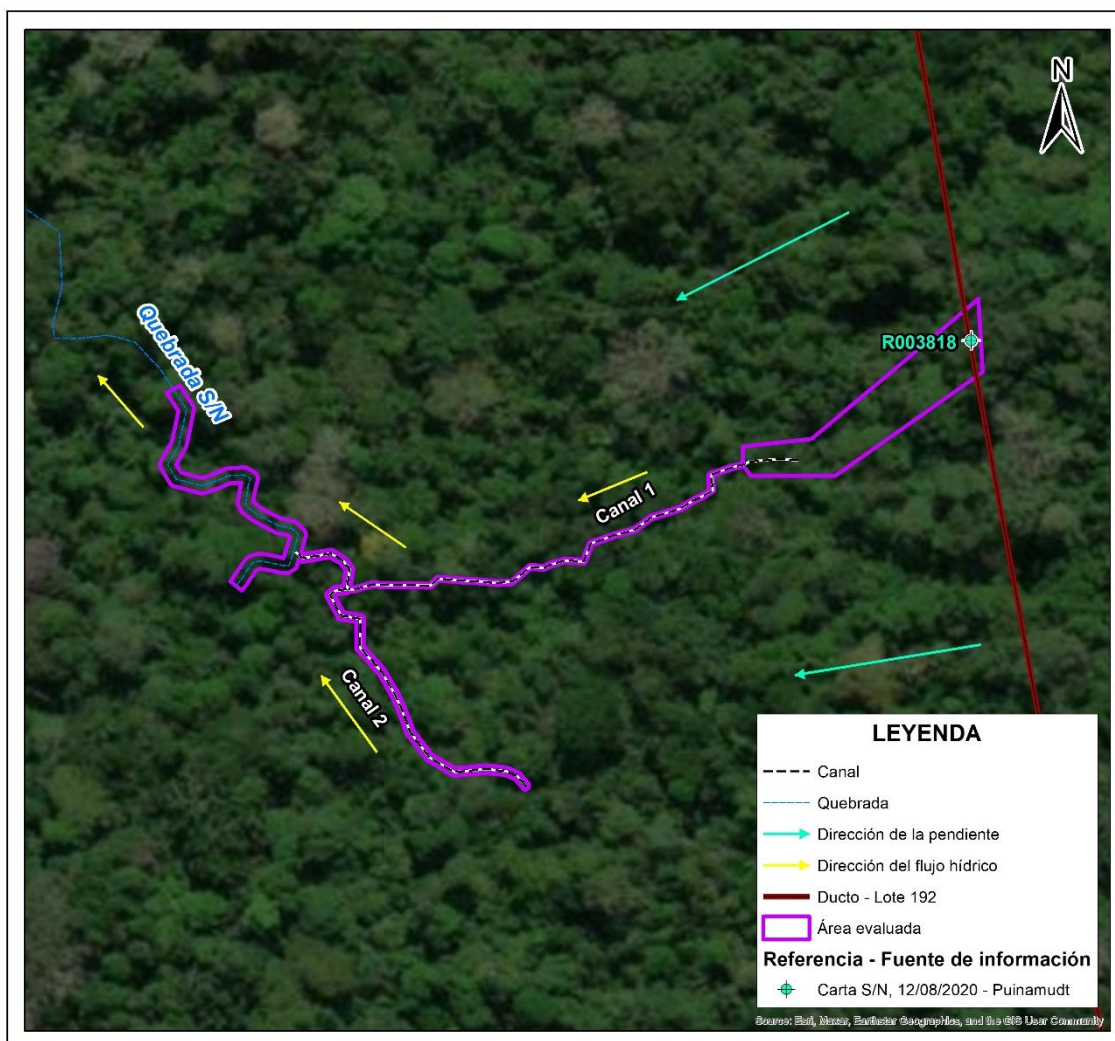 N
R003818
Quebrada S/N
Canal 1
Canal 2
LEYENDA
Canal
Quebrada
Dirección de la pendiente
Dirección del flujo hídrico
Ducto - Lote 192
Área evaluada
Referencia - Fuente de información
Carta S/N, 12/08/2020 - Puinamudt
Source: Esri, Maxar, Earthstar Geographics, and the GIS User Community